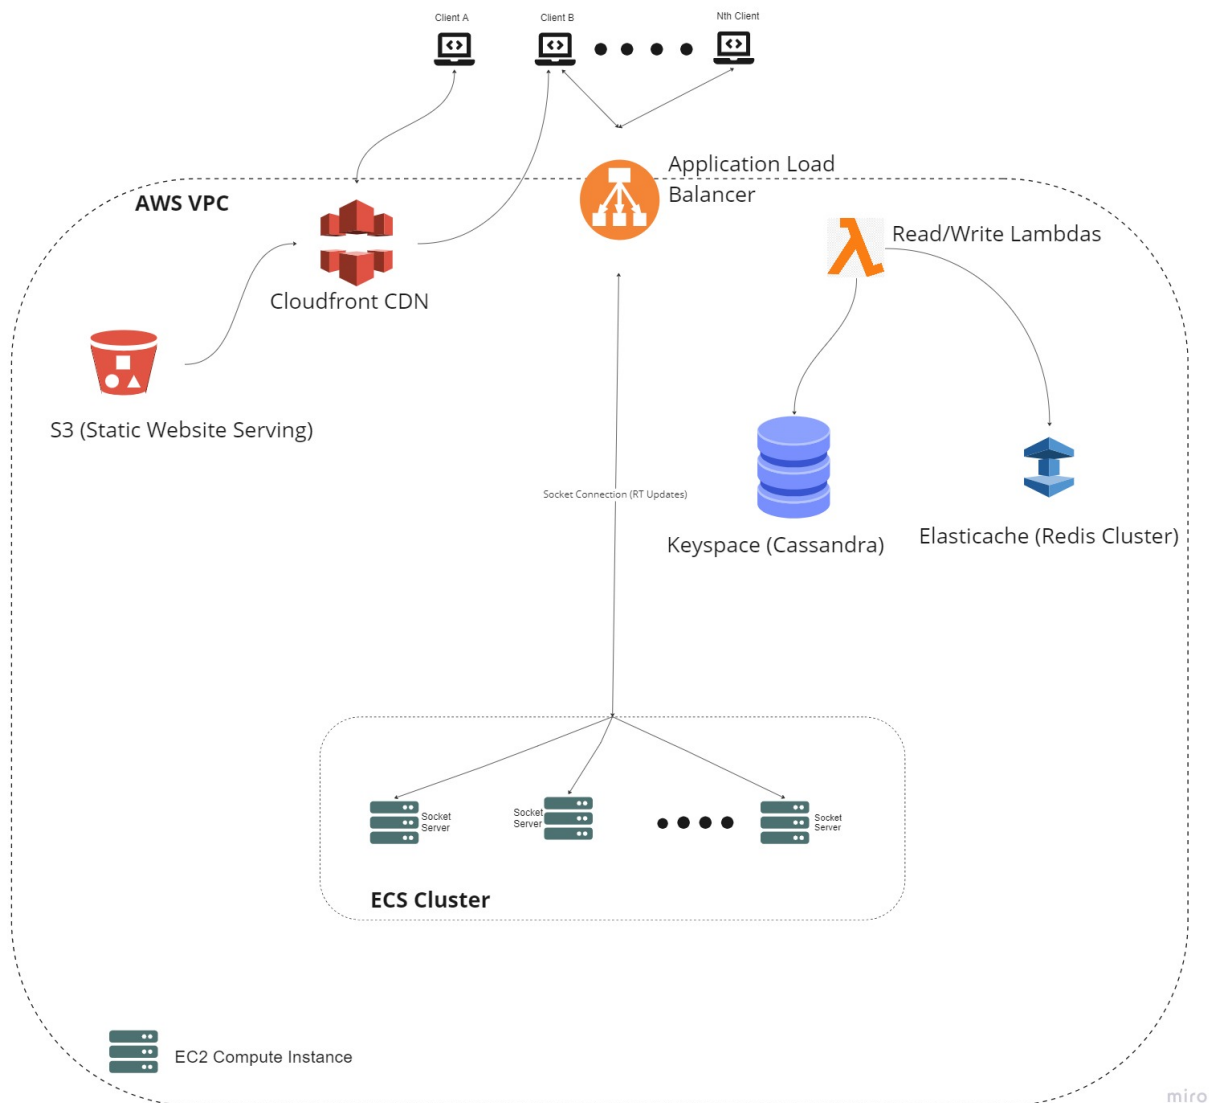 Client A
Client B
Nth Client
Application Load
Balancer
AWS VPC
Read/Write Lambdas
Cloudfront CDN
S3 (Static Website Serving)
Socket Connection (RT Updates)
Keyspace (Cassandra)
Elasticache (Redis Cluster)
Socket
Server
Socket
Server
Socket
Server
ECS Cluster
EC2 Compute Instance
miro